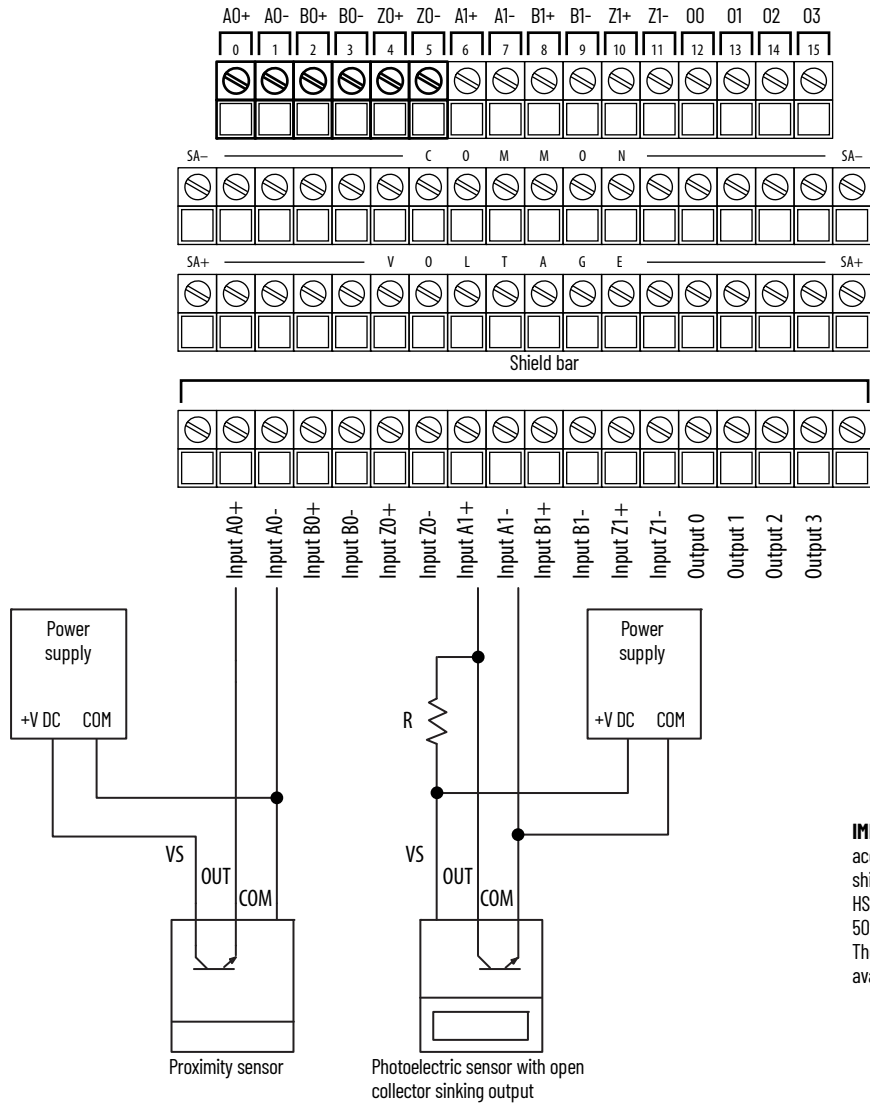 A0+ A0- B0+ B0- Z0+ Z0- A1+ A1- B1+ B1- Z1+ Z1- 00 01 02 03
0 1 2 3 4 5 6 7 8 9 10 11 12 13 14 15
SA– C O M M O N SA–
SA+ V O L T A G E SA+
Shield bar
Input A0+
Input A0-
Input B0+
Input B0-
Input Z0+
Input Z0-
Input A1+
Input A1-
Input B1+
Input B1-
Input Z1+
Input Z1-
Output 0
Output 1
Output 2
Output 3
Power
supply
+V DC COM
VS
OUT
COM
Proximity sensor
R
Power
supply
+V DC COM
VS
OUT
COM
Photoelectric sensor with open
collector sinking output
HS
50